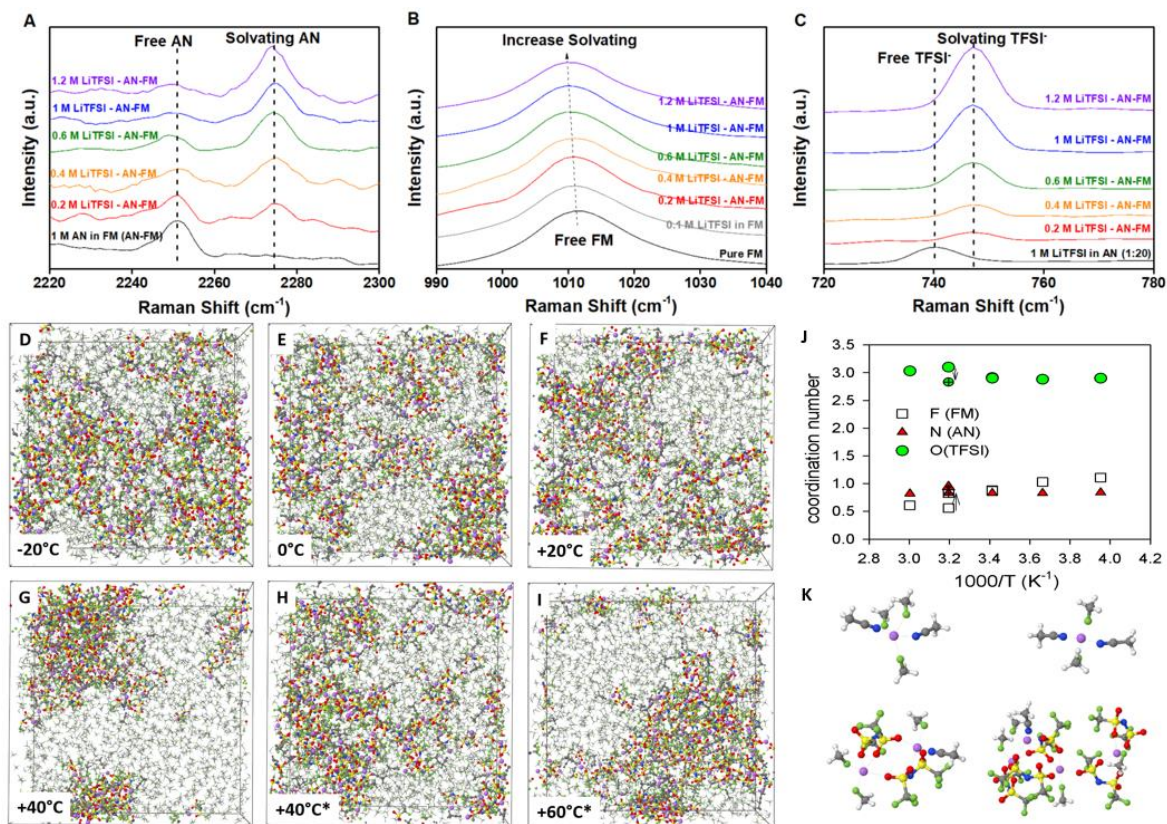 A
Free AN
Solvating AN
1.2 M LiTFSI - AN-FM
1 M LiTFSI - AN-FM
0.6 M LiTFSI - AN-FM
0.4 M LiTFSI - AN-FM
0.2 M LiTFSI - AN-FM
1 M AN in FM (AN-FM)
Intensity (a.u.)
2220 2240 2260 2280 2300
Raman Shift (cm⁻¹)
B
Increase Solvating
1.2 M LiTFSI - AN-FM
1 M LiTFSI - AN-FM
0.6 M LiTFSI - AN-FM
0.4 M LiTFSI - AN-FM
0.2 M LiTFSI - AN-FM
0.1 M LiTFSI in FM
Free FM
Pure FM
Intensity (a.u.)
990 1000 1010 1020 1030 1040
Raman Shift (cm⁻¹)
C
Solvating TFSI⁻
Free TFSI⁻
1.2 M LiTFSI - AN-FM
1 M LiTFSI - AN-FM
0.6 M LiTFSI - AN-FM
0.4 M LiTFSI - AN-FM
0.2 M LiTFSI - AN-FM
1 M LiTFSI in AN (1:20)
Intensity (a.u.)
720 740 760 780
Raman Shift (cm⁻¹)
D
-20°C
E
0°C
F
+20°C
G
+40°C
H
+40°C*
I
+60°C*
J
3.5
3.0
2.5
2.0
1.5
1.0
0.5
0.0
coordination number
F (FM)
N (AN)
O(TFSI)
2.8 3.0 3.2 3.4 3.6 3.8 4.0 4.2
1000/T (K⁻¹)
K